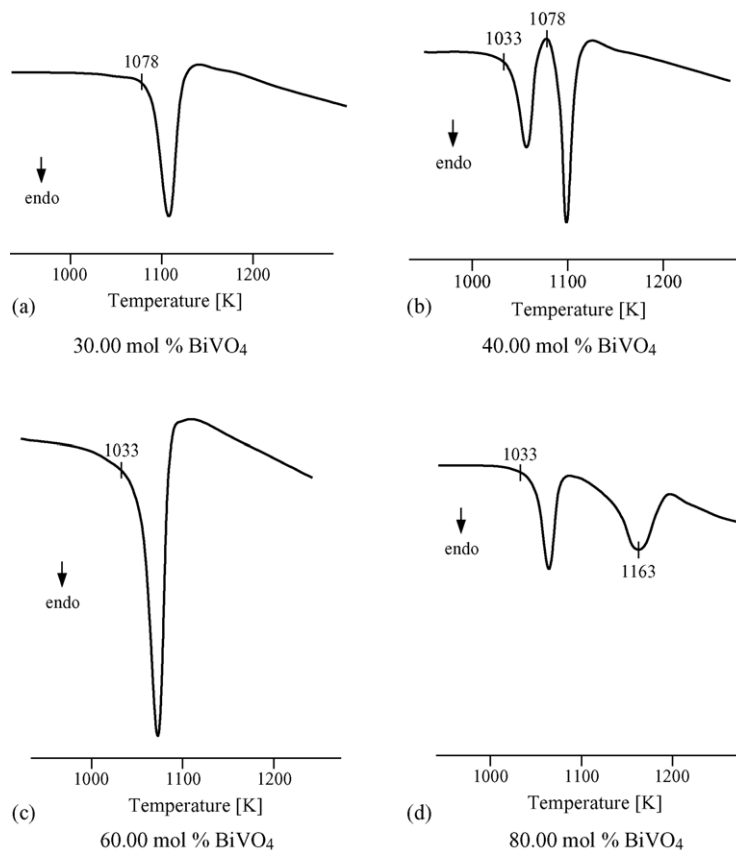 1078
endo
1000 1100 1200
Temperature [K]
(a)
30.00 mol % BiVO4
1033 1078
endo
1000 1100 1200
Temperature [K]
(b)
40.00 mol % BiVO4
1033
endo
1000 1100 1200
Temperature [K]
(c)
60.00 mol % BiVO4
1033
endo
1163
1000 1100 1200
Temperature [K]
(d)
80.00 mol % BiVO4